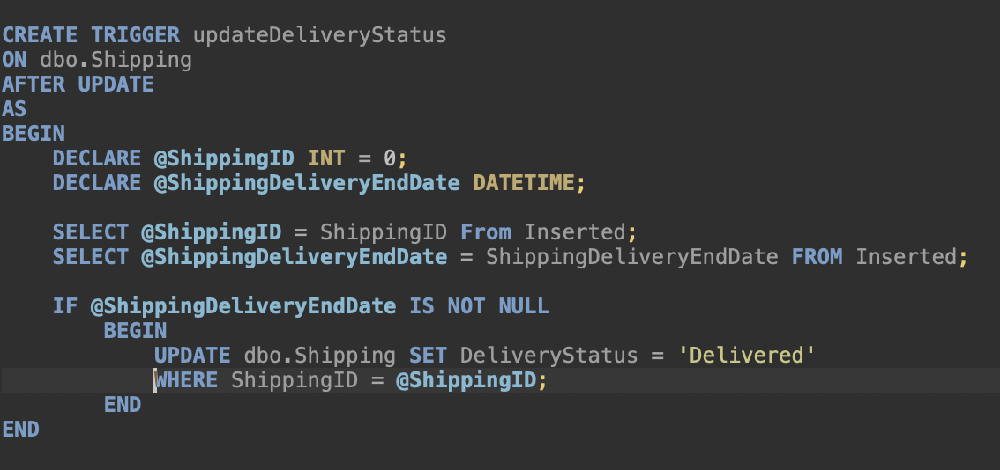 CREATE TRIGGER updateDeliveryStatus
ON dbo.Shipping
AFTER UPDATE
AS
BEGIN
DECLARE @ShippingID INT = 0;
DECLARE @ShippingDeliveryEndDate DATETIME;
SELECT @ShippingID = ShippingID From Inserted;
SELECT @ShippingDeliveryEndDate = ShippingDeliveryEndDate FROM Inserted;
IF @ShippingDeliveryEndDate IS NOT NULL
BEGIN
UPDATE dbo.Shipping SET DeliveryStatus = 'Delivered'
WHERE ShippingID = @ShippingID;
END
END